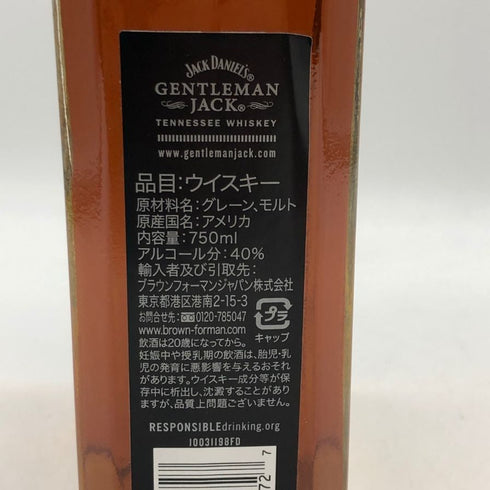 JACK DANIEL'S®
GENTLEMAN
JACK®
TENNESSEE WHISKEY
www.gentlemanjack.com
品目:ウイスキー
原材料名:グレーン、モルト
原産国名:アメリカ
内容量:750ml
アルコール分:40%
輸入者及び引取先:
ブラウンフォーマンジャパン株式会社
東京都港区港南2-15-3
お問合せ先:0120-785047
www.brown-forman.com
プラ
キャップ
飲酒は20歳になってから。
妊娠中や授乳期の飲酒は、胎児・乳
児の発育に悪影響を与えるおそれ
があります。ウイスキー成分等が保
存中に析出し、沈澱することがあり
ますが、品質上問題ございません。
RESPONSIBLEdrinking.org
10031198FD
72 7